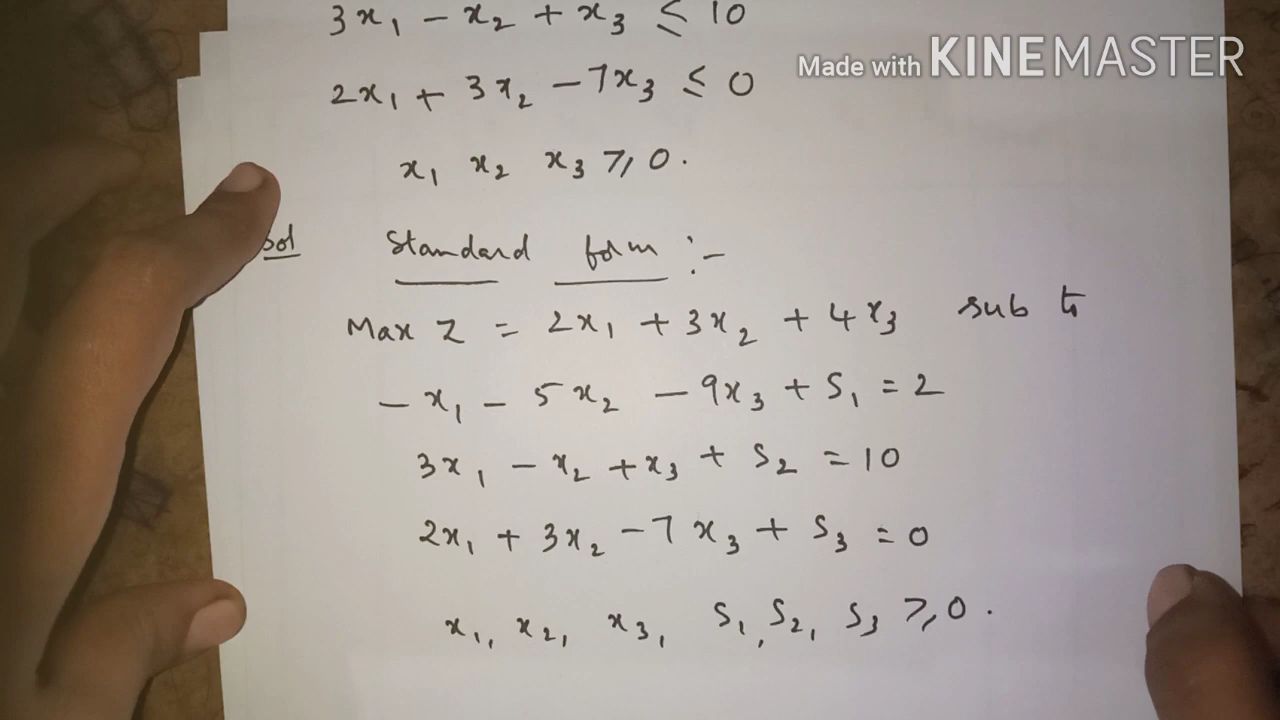 3x₁ - x₂ + x₃ ≤ 10
Made with KINEMASTER
2x₁ + 3x₂ - 7x₃ ≤ 0
x₁ x₂ x₃ ≥ 0.
sol Standard form :-
Max Z = 2x₁ + 3x₂ + 4x₃ sub to
- x₁ - 5x₂ - 9x₃ + S₁ = 2
3x₁ - x₂ + x₃ + S₂ = 10
2x₁ + 3x₂ - 7x₃ + S₃ = 0
x₁, x₂, x₃, S₁, S₂, S₃ ≥ 0.